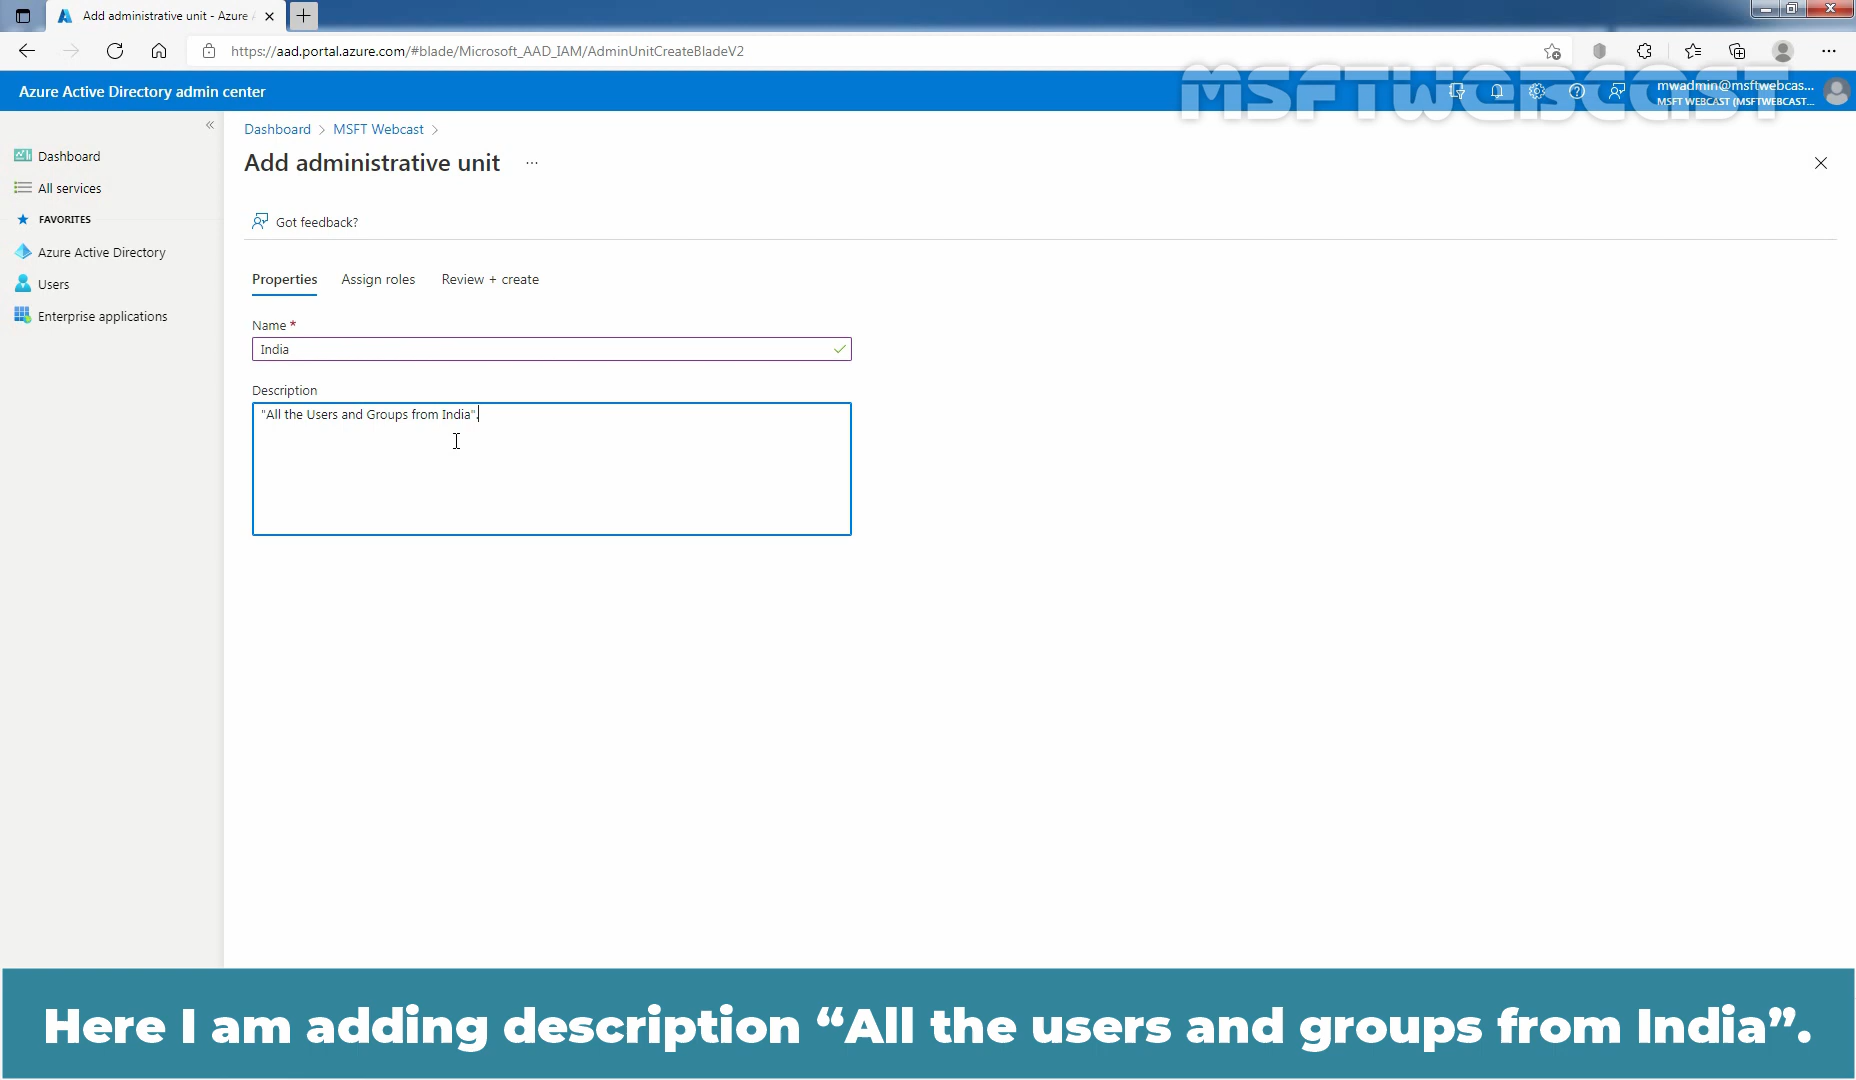 Add administrative unit - Azure A
https://aad.portal.azure.com/#blade/Microsoft_AAD_IAM/AdminUnitCreateBladeV2
MSFTWEBCAST
Azure Active Directory admin center
mwadmin@msftwebcas...
MSFT WEBCAST (MSFTWEBCAST...
Dashboard > MSFT Webcast >
Add administrative unit ...
Dashboard
All services
FAVORITES
Azure Active Directory
Users
Enterprise applications
Got feedback?
Properties Assign roles Review + create
Name *
India
Description
"All the Users and Groups from India".
Here I am adding description “All the users and groups from India”.